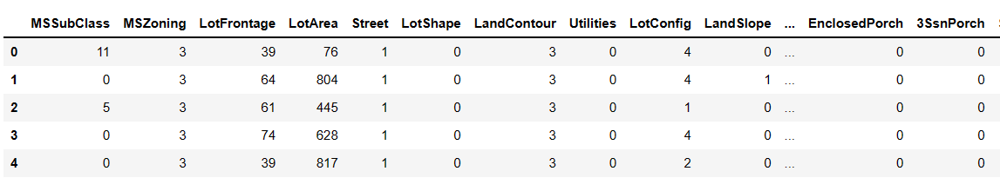 MSSubClass MSZoning LotFrontage LotArea Street LotShape LandContour Utilities LotConfig LandSlope ... EnclosedPorch 3SsnPorch
0 11 3 39 76 1 0 3 0 4 0 ... 0 0
1 0 3 64 804 1 0 3 0 4 1 ... 0 0
2 5 3 61 445 1 0 3 0 1 0 ... 0 0
3 0 3 74 628 1 0 3 0 4 0 ... 0 0
4 0 3 39 817 1 0 3 0 2 0 ... 0 0